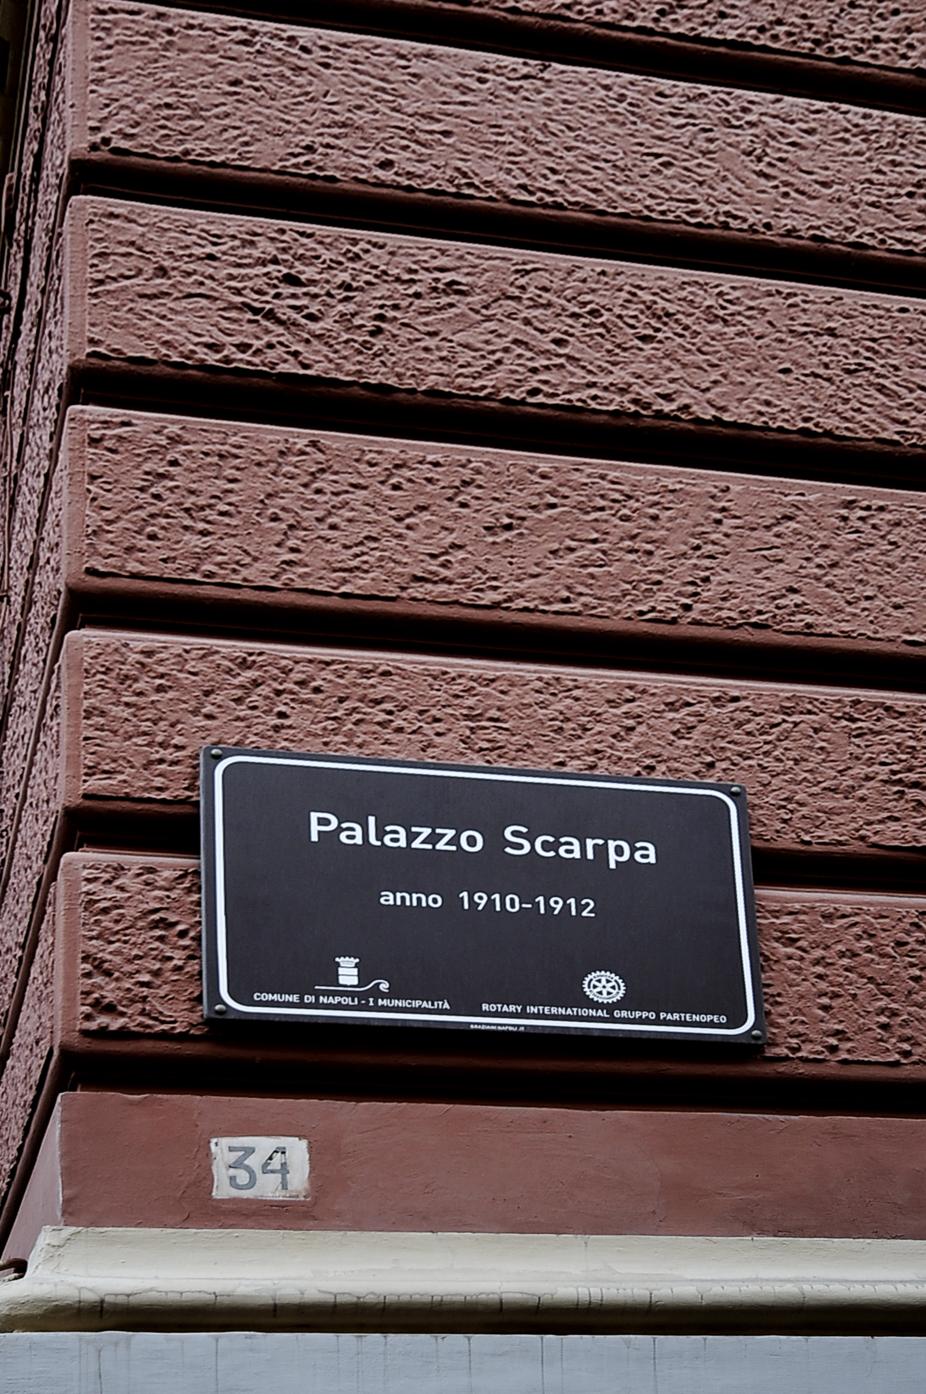 Palazzo Scarpa
anno 1910-1912
COMUNE DI NAPOLI - I MUNICIPALITÀ
ROTARY INTERNATIONAL GRUPPO PARTENOPEO
34